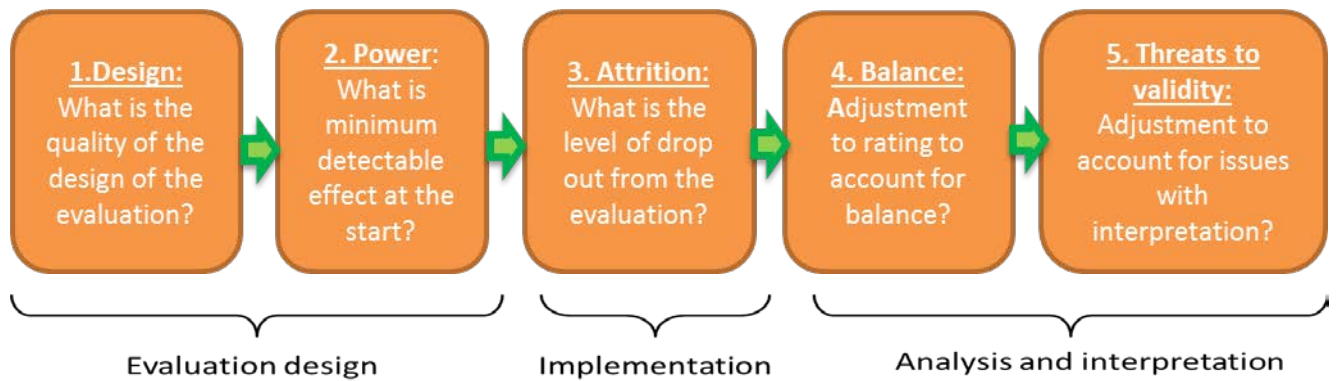 1.Design:
What is the
quality of the
design of the
evaluation?
2. Power:
What is
minimum
detectable
effect at the
start?
3. Attrition:
What is the
level of drop
out from the
evaluation?
4. Balance:
Adjustment
to rating to
account for
balance?
5. Threats to
validity:
Adjustment to
account for issues
with
interpretation?
Evaluation design
Implementation
Analysis and interpretation